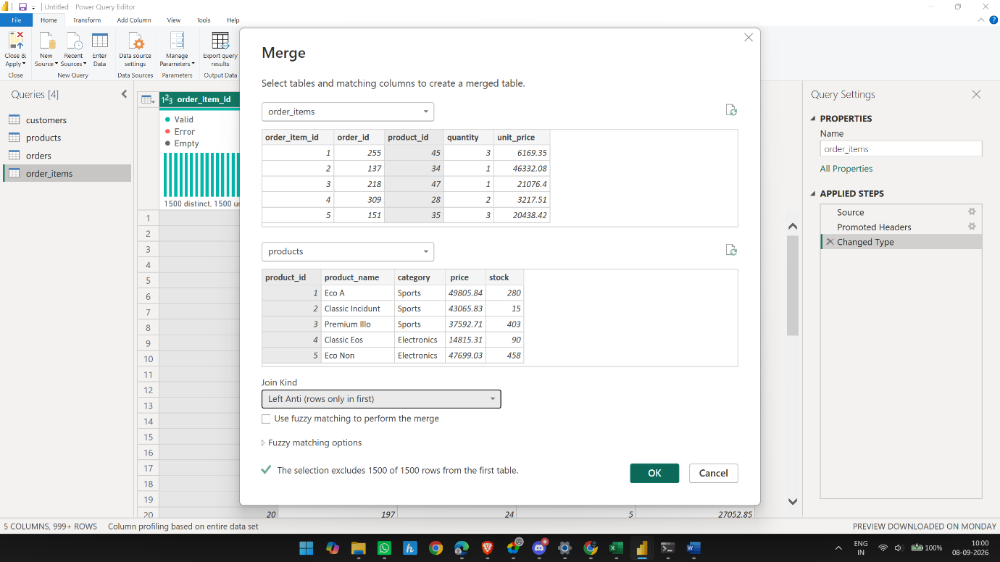 Untitled - Power Query Editor
File Home Transform Add Column View Tools Help
Close & Apply
New Source
Recent Sources
Enter Data
Data source settings
Manage Parameters
Export query results
Close New Query Data Sources Parameters Output Data
Queries [4]
customers
products
orders
order_items
1 2 3 order_item_id
Valid
Error
Empty
1500 distinct, 1500
1
2
3
4
5
6
7
8
9
10
11
12
13
14
15
16
17
18
19
20 20 197 24 5 27052.85
Merge
Select tables and matching columns to create a merged table.
order_items
order_item_id order_id product_id quantity unit_price
1 255 45 3 6169.35
2 137 34 1 46332.08
3 218 47 1 21076.4
4 309 28 2 3217.51
5 151 35 3 20438.42
products
product_id product_name category price stock
1 Eco A Sports 49805.84 280
2 Classic Incidunt Sports 43065.83 15
3 Premium Illo Sports 37592.71 403
4 Classic Eos Electronics 14815.31 90
5 Eco Non Electronics 47699.03 458
Join Kind
Left Anti (rows only in first)
Use fuzzy matching to perform the merge
Fuzzy matching options
The selection excludes 1500 of 1500 rows from the first table.
OK Cancel
Query Settings
PROPERTIES
Name
order_items
All Properties
APPLIED STEPS
Source
Promoted Headers
Changed Type
5 COLUMNS, 999+ ROWS Column profiling based on entire data set
PREVIEW DOWNLOADED ON MONDAY
ENG
IN
100%
10:00
08-09-2026